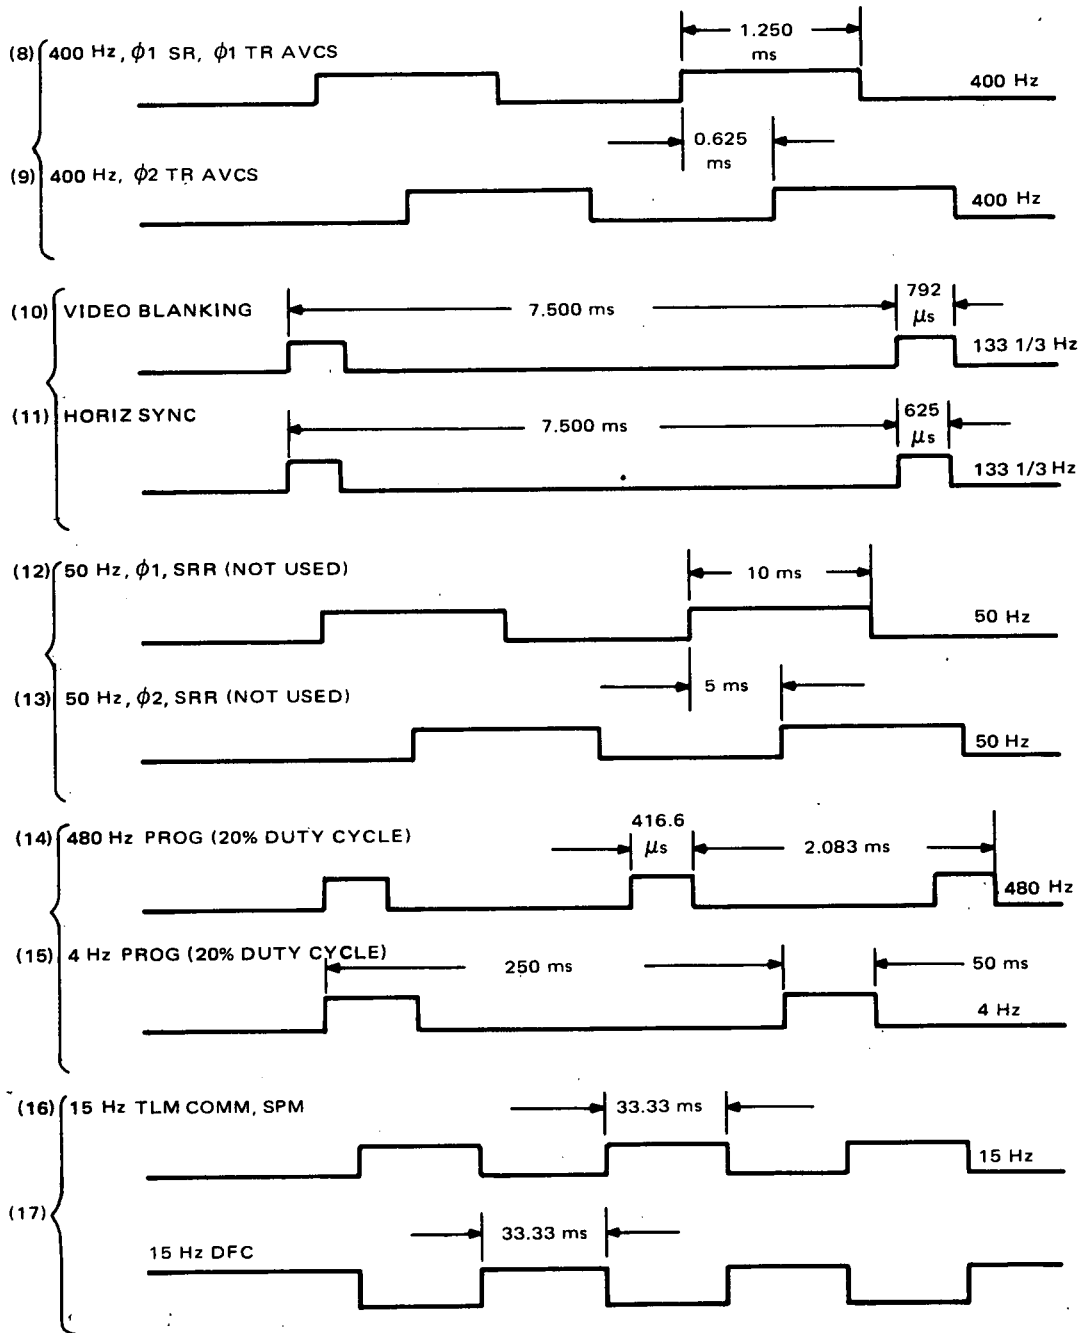 (8) 400 Hz, ϕ1 SR, ϕ1 TR AVCS
1.250
ms
400 Hz
0.625
ms
(9) 400 Hz, ϕ2 TR AVCS
400 Hz
(10) VIDEO BLANKING
7.500 ms
792
μs
133 1/3 Hz
(11) HORIZ SYNC
7.500 ms
625
μs
133 1/3 Hz
(12) 50 Hz, ϕ1, SRR (NOT USED)
10 ms
50 Hz
(13) 50 Hz, ϕ2, SRR (NOT USED)
5 ms
50 Hz
(14) 480 Hz PROG (20% DUTY CYCLE)
416.6
μs
2.083 ms
480 Hz
(15) 4 Hz PROG (20% DUTY CYCLE)
250 ms
50 ms
4 Hz
(16) 15 Hz TLM COMM, SPM
33.33 ms
15 Hz
(17)
33.33 ms
15 Hz DFC